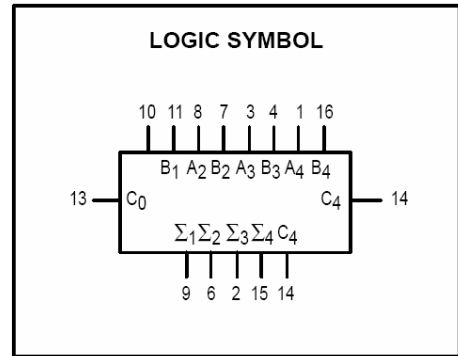 LOGIC SYMBOL
10 11 8 7 3 4 1 16
B1 A2 B2 A3 B3 A4 B4
13 C0 C4 14
Σ1 Σ2 Σ3 Σ4 C4
9 6 2 15 14